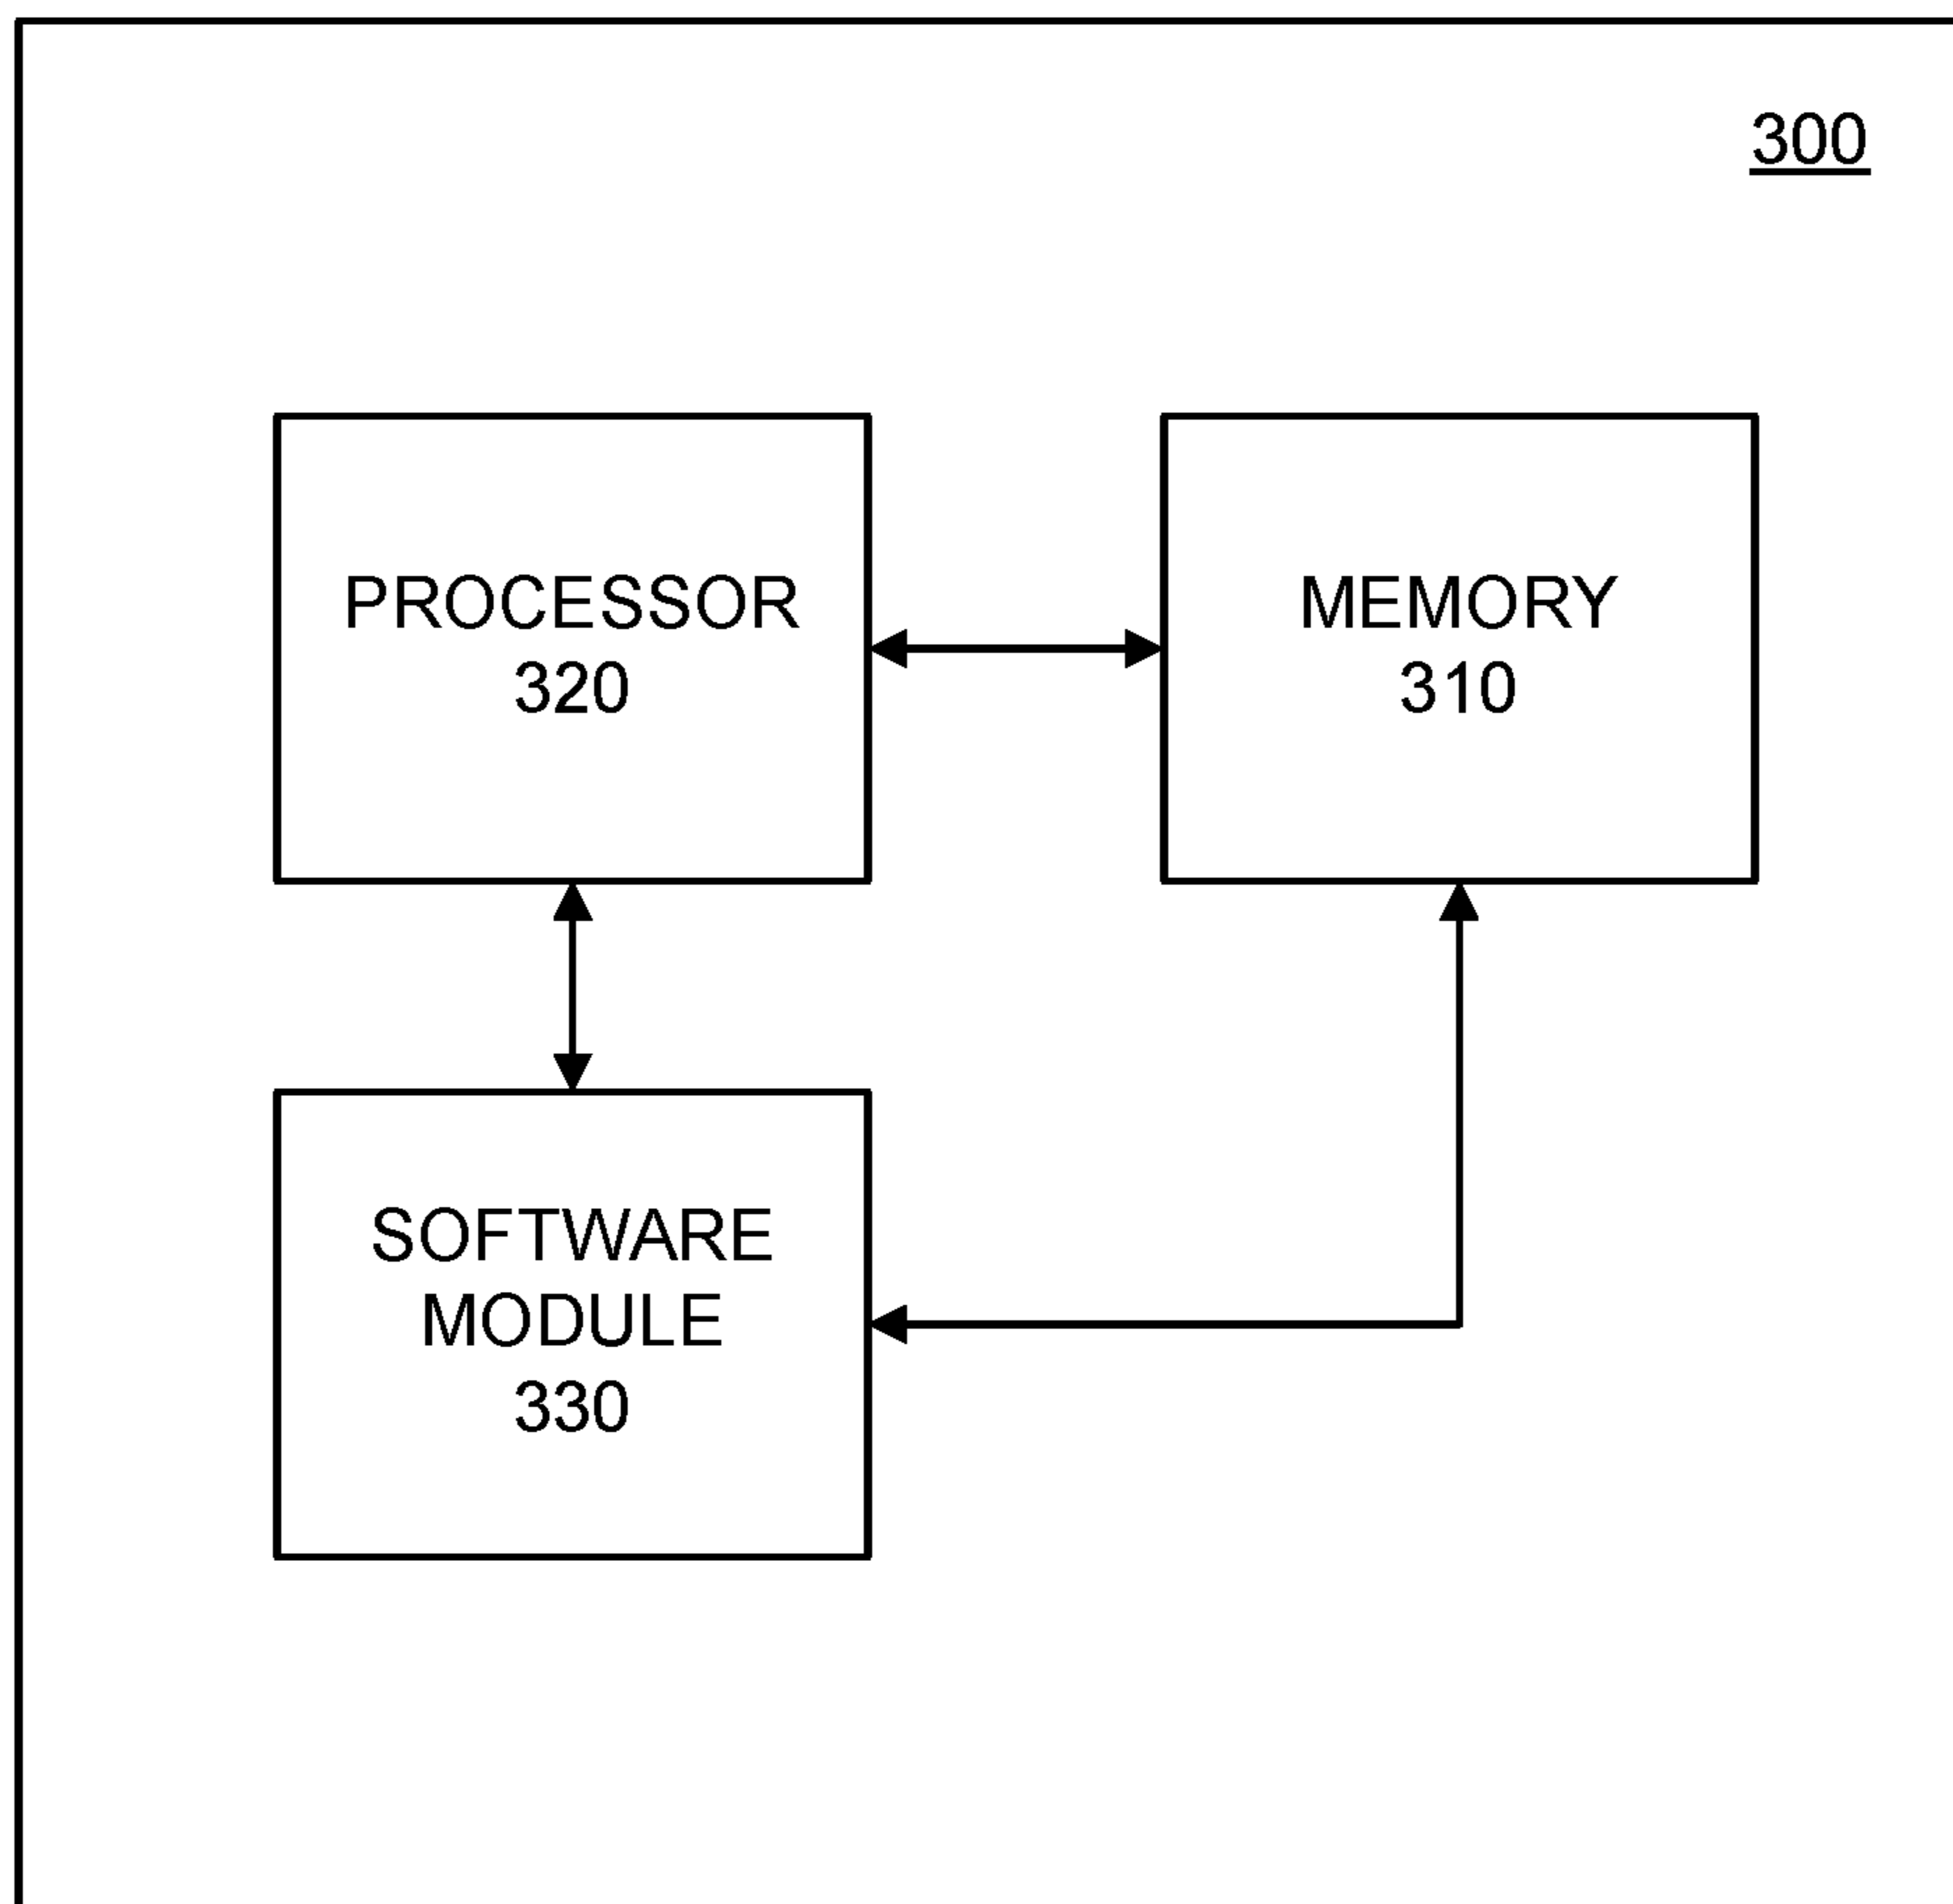 300
PROCESSOR
320
MEMORY
310
SOFTWARE
MODULE
330